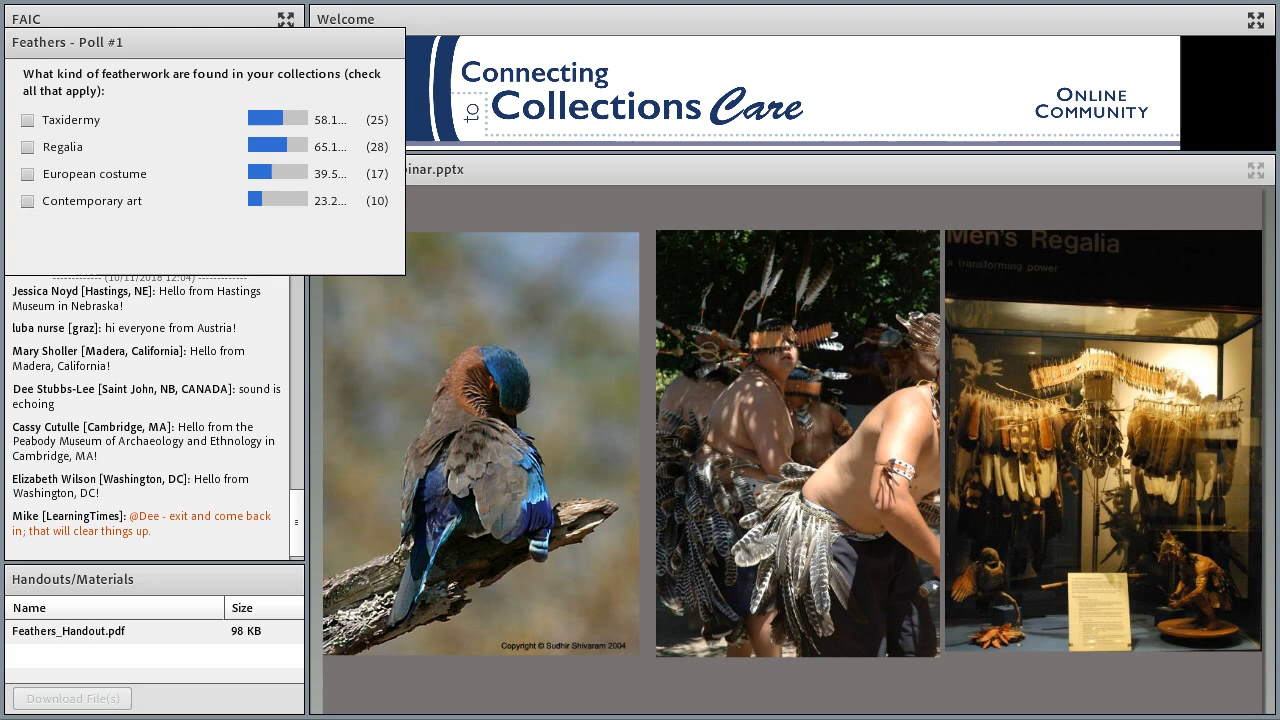 FAIC
Feathers - Poll #1
What kind of featherwork are found in your collections (check
all that apply):
Taxidermy 58.1... (25)
Regalia 65.1... (28)
European costume 39.5... (17)
Contemporary art 23.2... (10)
------------- (10/11/2018 12:04) -------------
Jessica Noyd [Hastings, NE]: Hello from Hastings
Museum in Nebraska!
luba nurse [graz]: hi everyone from Austria!
Mary Sholler [Madera, California]: Hello from
Madera, California!
Dee Stubbs-Lee [Saint John, NB, CANADA]: sound is
echoing
Cassy Cutulle [Cambridge, MA]: Hello from the
Peabody Museum of Archaeology and Ethnology in
Cambridge, MA!
Elizabeth Wilson [Washington, DC]: Hello from
Washington, DC!
Mike [LearningTimes]: @Dee - exit and come back
in; that will clear things up.
Handouts/Materials
Name Size
Feathers_Handout.pdf 98 KB
Download File(s)
Welcome
Connecting
to Collections Care
ONLINE
COMMUNITY
inar.pptx
Copyright © Sudhir Shivaram 2004
Men's Regalia
a transforming power